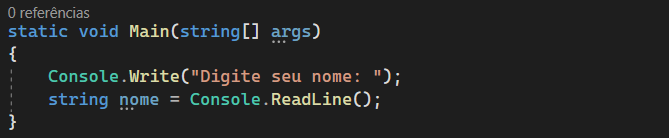 0 referências
static void Main(string[] args)
{
    Console.Write("Digite seu nome: ");
    string nome = Console.ReadLine();
}